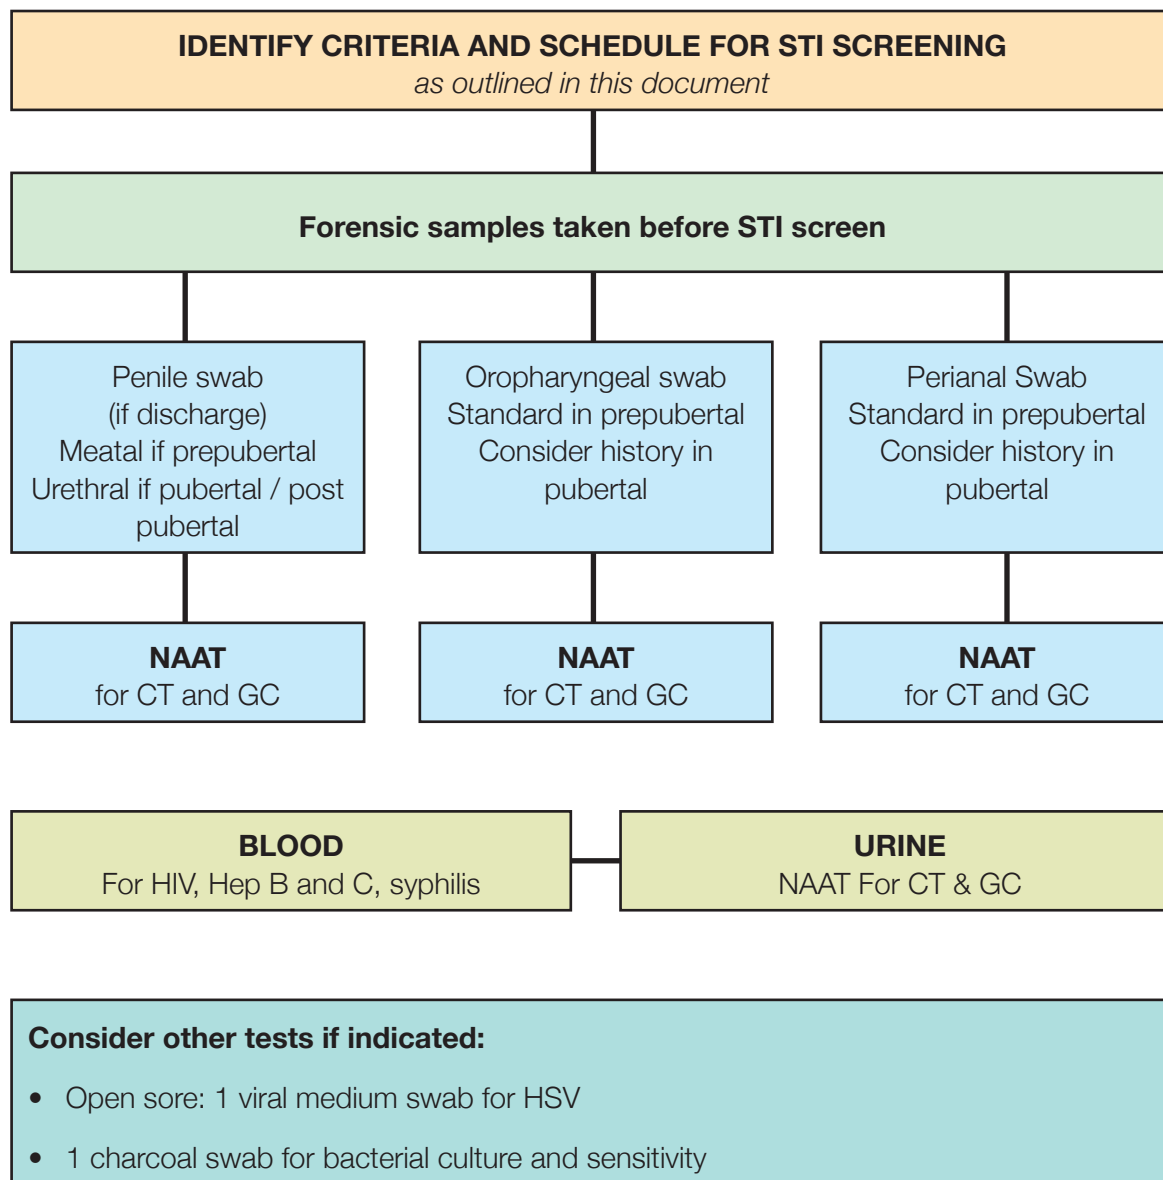 IDENTIFY CRITERIA AND SCHEDULE FOR STI SCREENING
as outlined in this document
Forensic samples taken before STI screen
Penile swab
(if discharge)
Meatal if prepubertal
Urethral if pubertal / post
pubertal
Oropharyngeal swab
Standard in prepubertal
Consider history in
pubertal
Perianal Swab
Standard in prepubertal
Consider history in
pubertal
NAAT
for CT and GC
NAAT
for CT and GC
NAAT
for CT and GC
BLOOD
For HIV, Hep B and C, syphilis
URINE
NAAT For CT & GC
Consider other tests if indicated:
• Open sore: 1 viral medium swab for HSV
• 1 charcoal swab for bacterial culture and sensitivity